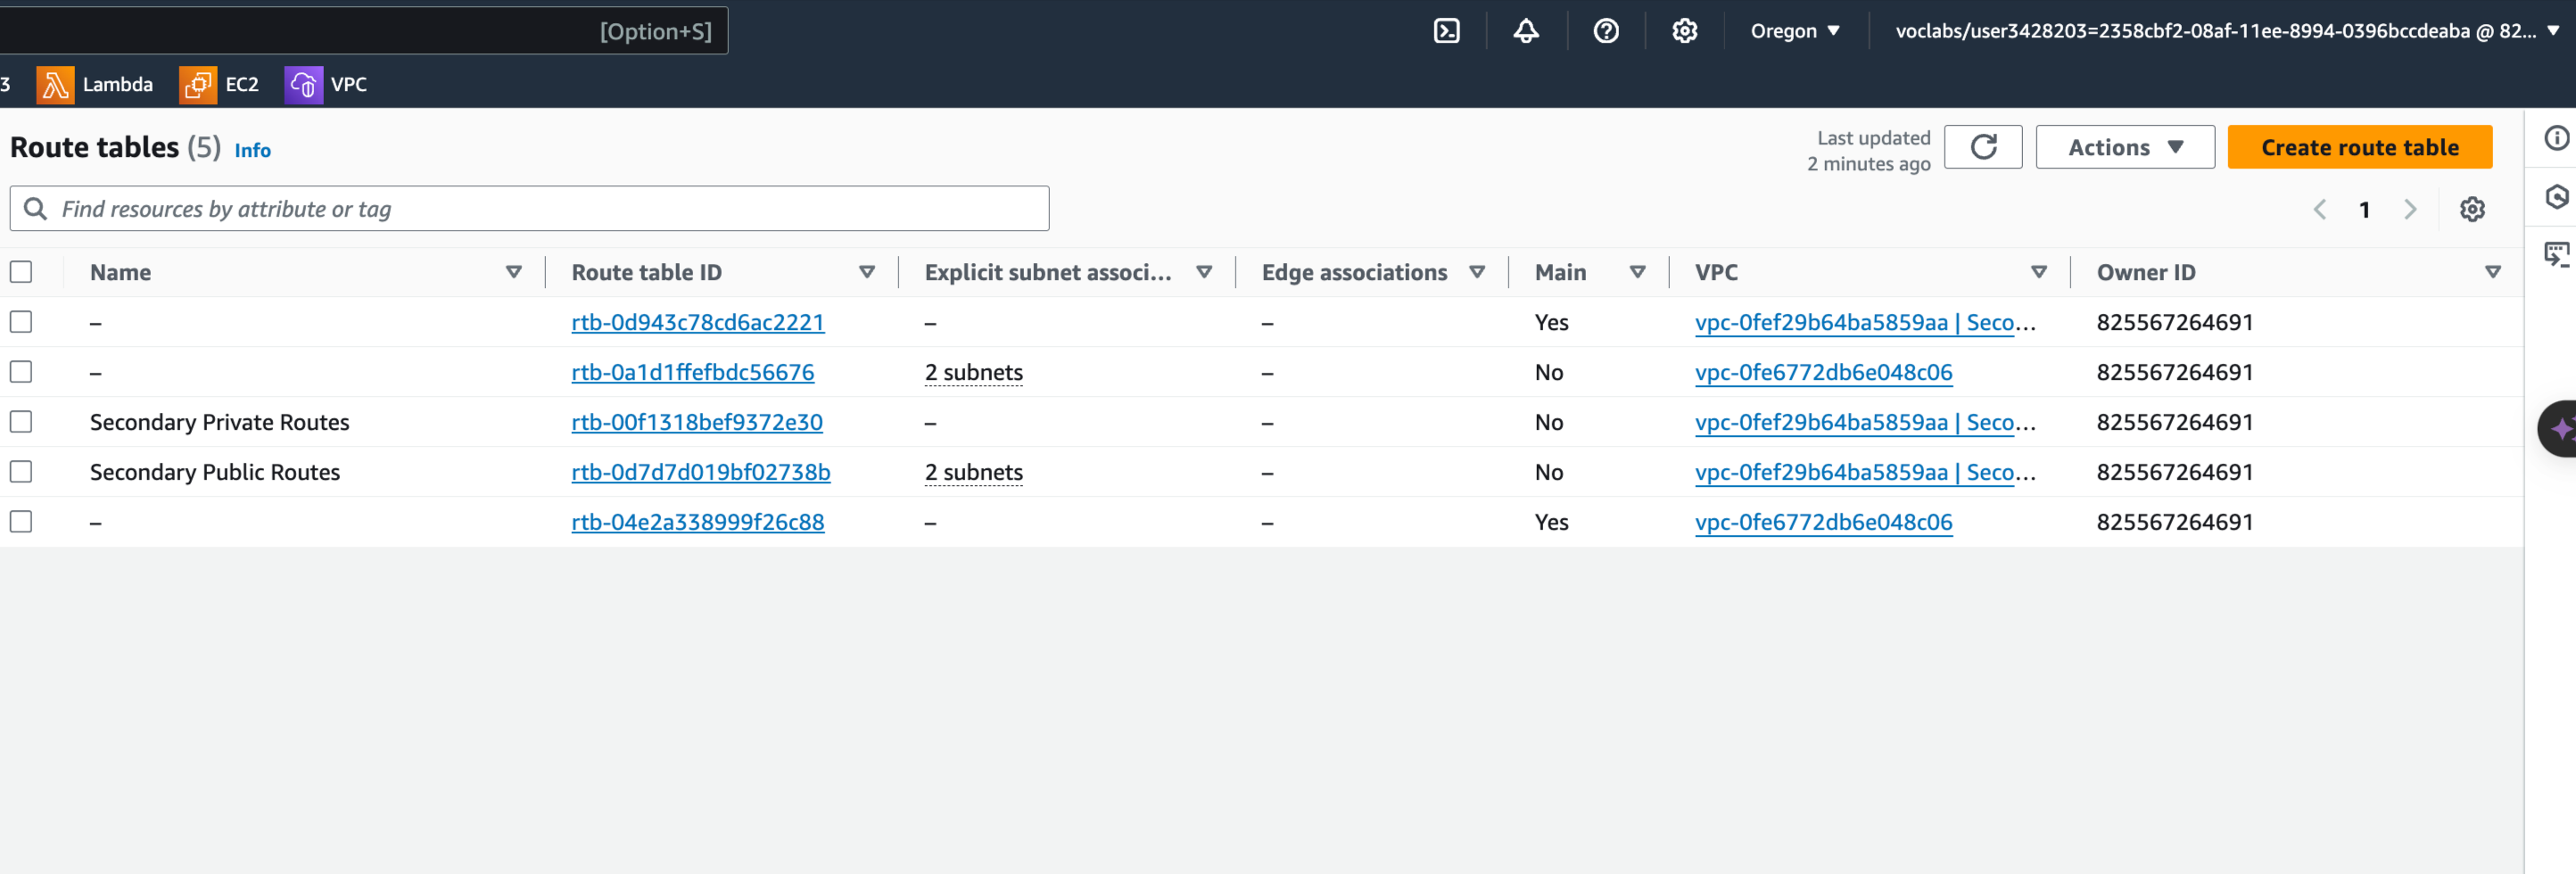 [Option+S]
Oregon ▼
voclabs/user3428203=2358cbf2-08af-11ee-8994-0396bccdeaba @ 82... ▼
3 Lambda EC2 VPC
Route tables (5) Info
Last updated
2 minutes ago
Actions ▼
Create route table
Find resources by attribute or tag
1
Name Route table ID Explicit subnet associ... Edge associations Main VPC Owner ID
– rtb-0d943c78cd6ac2221 – – Yes vpc-0fef29b64ba5859aa | Seco... 825567264691
– rtb-0a1d1ffefbdc56676 2 subnets – No vpc-0fe6772db6e048c06 825567264691
Secondary Private Routes rtb-00f1318bef9372e30 – – No vpc-0fef29b64ba5859aa | Seco... 825567264691
Secondary Public Routes rtb-0d7d7d019bf02738b 2 subnets – No vpc-0fef29b64ba5859aa | Seco... 825567264691
– rtb-04e2a338999f26c88 – – Yes vpc-0fe6772db6e048c06 825567264691